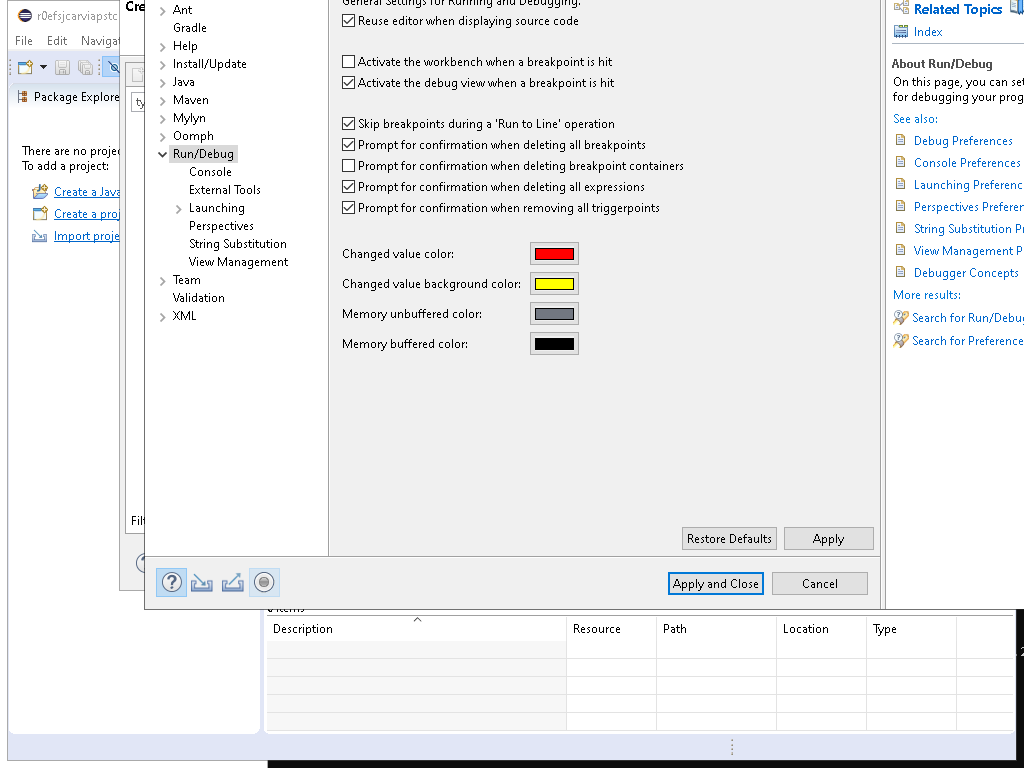 r0efsjcarviapstc
File Edit Navigat
Package Explore
There are no projec
To add a project:
Create a Java
Create a proj
Import proje
Cre
ty
Filt
Ant
Gradle
Help
Install/Update
Java
Maven
Mylyn
Oomph
Run/Debug
Console
External Tools
Launching
Perspectives
String Substitution
View Management
Team
Validation
XML
General Settings for Running and Debugging.
Reuse editor when displaying source code
Activate the workbench when a breakpoint is hit
Activate the debug view when a breakpoint is hit
Skip breakpoints during a 'Run to Line' operation
Prompt for confirmation when deleting all breakpoints
Prompt for confirmation when deleting breakpoint containers
Prompt for confirmation when deleting all expressions
Prompt for confirmation when removing all triggerpoints
Changed value color:
Changed value background color:
Memory unbuffered color:
Memory buffered color:
Restore Defaults Apply
Apply and Close Cancel
Related Topics
Index
About Run/Debug
On this page, you can set
for debugging your prog
See also:
Debug Preferences
Console Preferences
Launching Preferenc
Perspectives Preferen
String Substitution Pr
View Management P
Debugger Concepts
More results:
Search for Run/Debug
Search for Preference
items
Description Resource Path Location Type